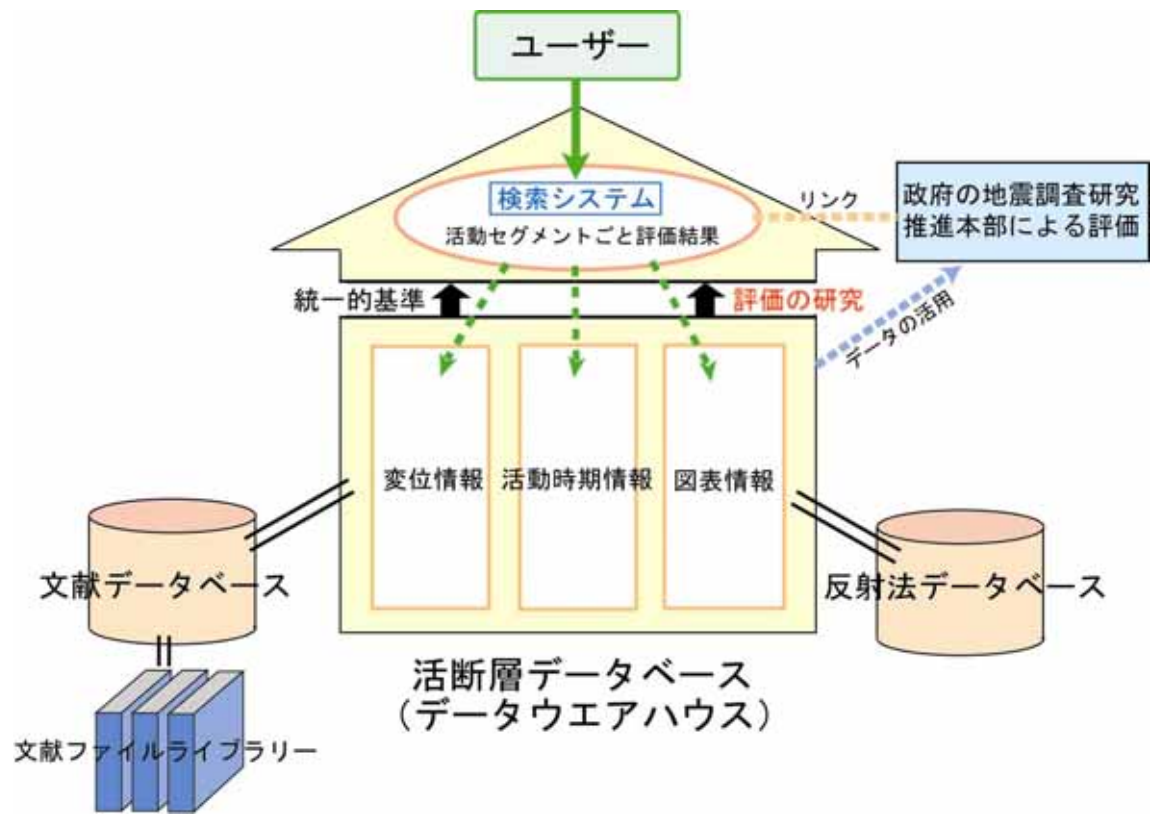 ユーザー
検索システム
活動セグメントごと評価結果
リンク
政府の地震調査研究
推進本部による評価
統一的基準
評価の研究
データの活用
変位情報
活動時期情報
図表情報
文献データベース
反射法データベース
活断層データベース
（データウエアハウス）
文献ファイルライブラリー